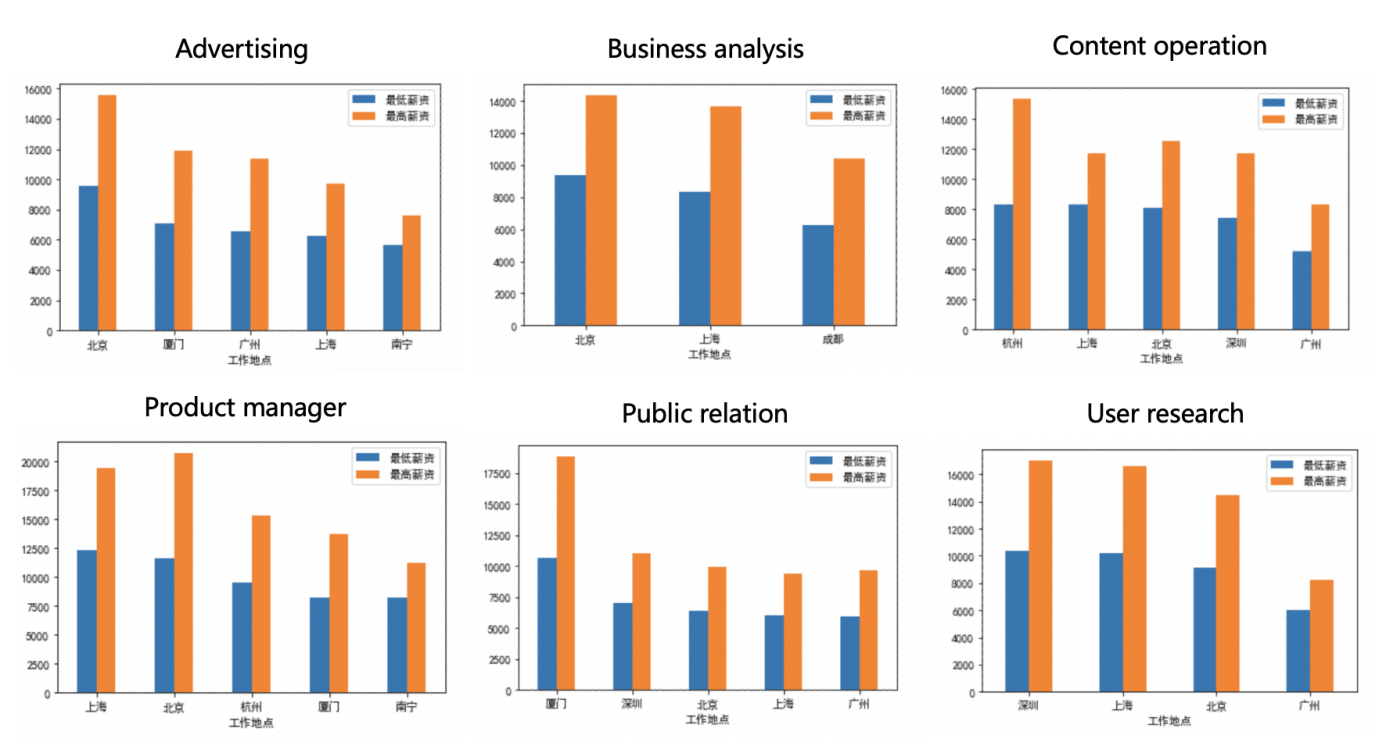 Advertising
16000
14000
12000
10000
8000
6000
4000
2000
0
最低薪资
最高薪资
北京 厦门 广州 上海 南宁
工作地点
Business analysis
14000
12000
10000
8000
6000
4000
2000
0
最低薪资
最高薪资
北京 上海 成都
工作地点
Content operation
16000
14000
12000
10000
8000
6000
4000
2000
0
最低薪资
最高薪资
杭州 上海 北京 深圳 广州
工作地点
Product manager
20000
17500
15000
12500
10000
7500
5000
2500
0
最低薪资
最高薪资
上海 北京 杭州 厦门 南宁
工作地点
Public relation
17500
15000
12500
10000
7500
5000
2500
0
最低薪资
最高薪资
厦门 深圳 北京 上海 广州
工作地点
User research
16000
14000
12000
10000
8000
6000
4000
2000
0
最低薪资
最高薪资
深圳 上海 北京 广州
工作地点